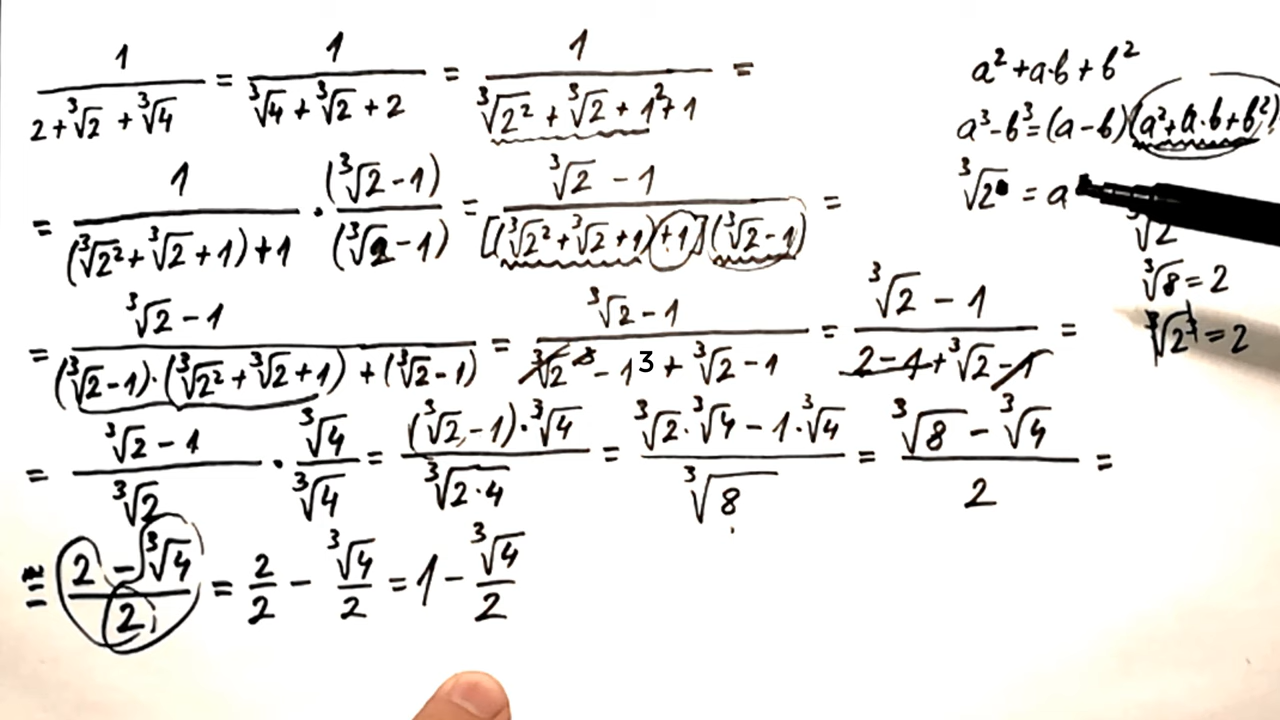 1/(2+∛2+∛4) = 1/(∛4+∛2+2) = 1/(∛2²+∛2+1²+1) =
= 1/((∛2²+∛2+1)+1) · (∛2-1)/(∛2-1) = (∛2-1)/([(∛2²+∛2+1)+1](∛2-1)) =
= (∛2-1)/((∛2-1)·(∛2²+∛2+1)+(∛2-1)) = (∛2-1)/(∛2³-1³+∛2-1) = (∛2-1)/(2-1+∛2-1) =
= (∛2-1)/∛2 · ∛4/∛4 = ((∛2-1)·∛4)/∛(2·4) = (∛2·∛4-1·∛4)/∛8 = (∛8-∛4)/2 =
= (2-∛4)/2 = 2/2 - ∛4/2 = 1 - ∛4/2
a²+a·b+b²
a³-b³=(a-b)(a²+a·b+b²)
∛2 = a
∛2
∛8=2
∛2³=2